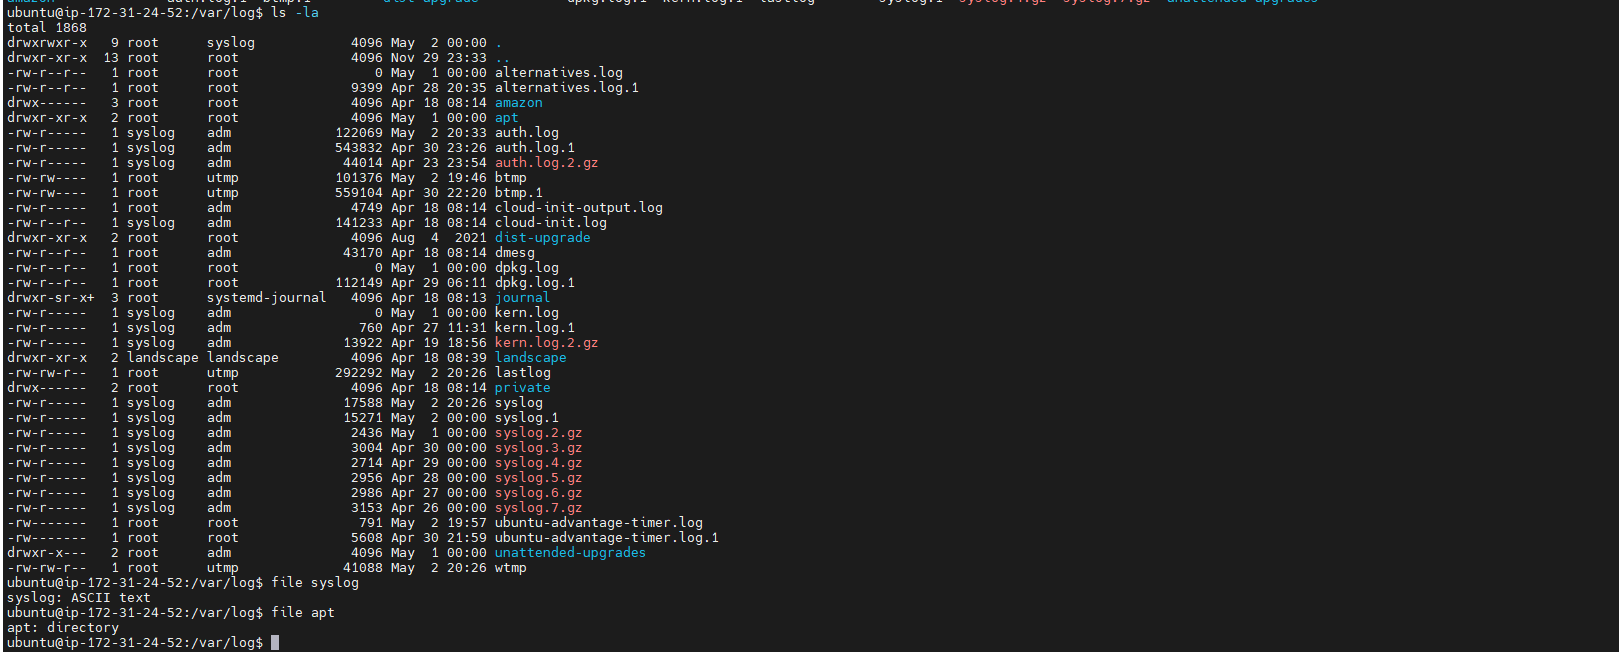 ubuntu@ip-172-31-24-52:/var/log$ ls -la
total 1868
drwxrwxr-x   9 root      syslog            4096 May  2 00:00 .
drwxr-xr-x  13 root      root              4096 Nov 29 23:33 ..
-rw-r--r--   1 root      root                 0 May  1 00:00 alternatives.log
-rw-r--r--   1 root      root              9399 Apr 28 20:35 alternatives.log.1
drwx------   3 root      root              4096 Apr 18 08:14 amazon
drwxr-xr-x   2 root      root              4096 May  1 00:00 apt
-rw-r-----   1 syslog    adm             122069 May  2 20:33 auth.log
-rw-r-----   1 syslog    adm             543832 Apr 30 23:26 auth.log.1
-rw-r-----   1 syslog    adm              44014 Apr 23 23:54 auth.log.2.gz
-rw-rw----   1 root      utmp            101376 May  2 19:46 btmp
-rw-rw----   1 root      utmp            559104 Apr 30 22:20 btmp.1
-rw-r-----   1 root      adm               4749 Apr 18 08:14 cloud-init-output.log
-rw-r--r--   1 syslog    adm             141233 Apr 18 08:14 cloud-init.log
drwxr-xr-x   2 root      root              4096 Aug  4  2021 dist-upgrade
-rw-r--r--   1 root      adm              43170 Apr 18 08:14 dmesg
-rw-r--r--   1 root      root                 0 May  1 00:00 dpkg.log
-rw-r--r--   1 root      root            112149 Apr 29 06:11 dpkg.log.1
drwxr-sr-x+  3 root      systemd-journal   4096 Apr 18 08:13 journal
-rw-r-----   1 syslog    adm                  0 May  1 00:00 kern.log
-rw-r-----   1 syslog    adm                760 Apr 27 11:31 kern.log.1
-rw-r-----   1 syslog    adm              13922 Apr 19 18:56 kern.log.2.gz
drwxr-xr-x   2 landscape landscape         4096 Apr 18 08:39 landscape
-rw-rw-r--   1 root      utmp            292292 May  2 20:26 lastlog
drwx------   2 root      root              4096 Apr 18 08:14 private
-rw-r-----   1 syslog    adm              17588 May  2 20:26 syslog
-rw-r-----   1 syslog    adm              15271 May  2 00:00 syslog.1
-rw-r-----   1 syslog    adm               2436 May  1 00:00 syslog.2.gz
-rw-r-----   1 syslog    adm               3004 Apr 30 00:00 syslog.3.gz
-rw-r-----   1 syslog    adm               2714 Apr 29 00:00 syslog.4.gz
-rw-r-----   1 syslog    adm               2956 Apr 28 00:00 syslog.5.gz
-rw-r-----   1 syslog    adm               2986 Apr 27 00:00 syslog.6.gz
-rw-r-----   1 syslog    adm               3153 Apr 26 00:00 syslog.7.gz
-rw-------   1 root      root               791 May  2 19:57 ubuntu-advantage-timer.log
-rw-------   1 root      root              5608 Apr 30 21:59 ubuntu-advantage-timer.log.1
drwxr-x---   2 root      adm               4096 May  1 00:00 unattended-upgrades
-rw-rw-r--   1 root      utmp             41088 May  2 20:26 wtmp
ubuntu@ip-172-31-24-52:/var/log$ file syslog
syslog: ASCII text
ubuntu@ip-172-31-24-52:/var/log$ file apt
apt: directory
ubuntu@ip-172-31-24-52:/var/log$